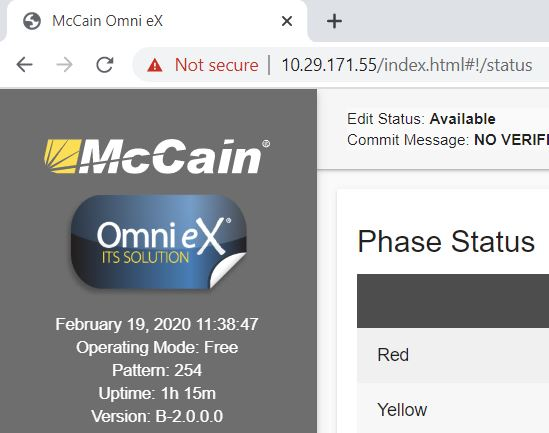 McCain Omni eX
Not secure | 10.29.171.55/index.html#!/status
McCain®
Omni eX®
ITS SOLUTION
February 19, 2020 11:38:47
Operating Mode: Free
Pattern: 254
Uptime: 1h 15m
Version: B-2.0.0.0
Edit Status: Available
Commit Message: NO VERIF
Phase Status
Red
Yellow